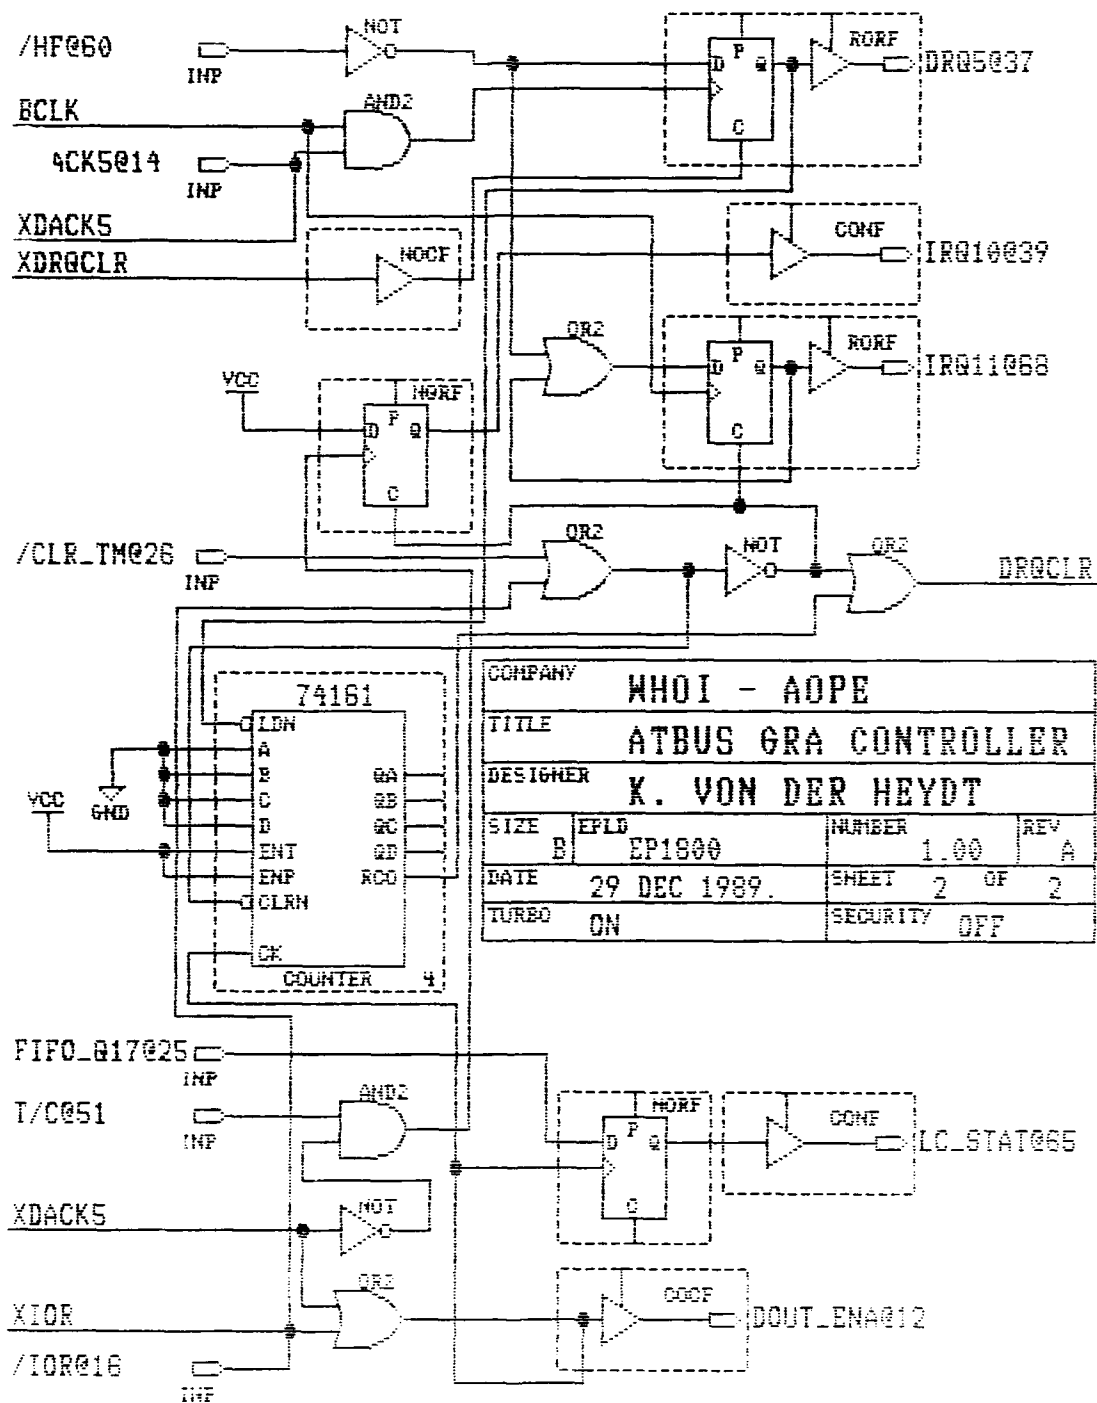 /HF@60
INP
NOT
D P Q
C
RORF
DRQ5@37
BCLK
AND2
4CK5@14
INP
XDACK5
XDRQCLR
NOCF
CONF
IRQ10@39
OR2
D P Q
C
RORF
IRQ11@68
VCC
NORF
D P Q
C
/CLR_TM@26
INP
OR2
NOT
OR2
DRQCLR
74161
LDN
A
B
C
D
ENT
ENP
CLRN
CK
QA
QB
QC
QD
RCO
COUNTER 4
GND
VCC
COMPANY WHOI - AOPE
TITLE ATBUS GRA CONTROLLER
DESIGNER K. VON DER HEYDT
SIZE B EPLD EP1800 NUMBER 1.00 REV A
DATE 29 DEC 1989. SHEET 2 OF 2
TURBO ON SECURITY OFF
FIFO_Q17@25
INP
T/C@51
INP
AND2
NORF
D P Q
C
CONF
LC_STAT@65
XDACK5
NOT
XIOR
OR2
COCF
DOUT_ENA@12
/IOR@16
INP